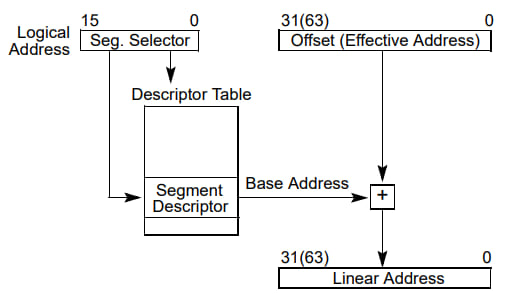 15 0 31(63) 0
Logical Address
Seg. Selector
Offset (Effective Address)
Descriptor Table
Segment
Descriptor
Base Address
+
31(63) 0
Linear Address